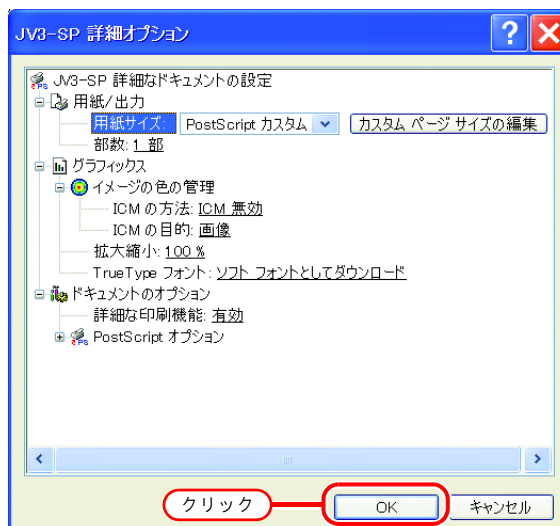 JV3-SP 詳細オプション
JV3-SP 詳細なドキュメントの設定
用紙/出力
用紙サイズ: PostScript カスタム カスタム ページ サイズの編集
部数: 1 部
グラフィックス
イメージの色の管理
ICM の方法: ICM 無効
ICM の目的: 画像
拡大縮小: 100 %
TrueType フォント: ソフト フォントとしてダウンロード
ドキュメントのオプション
詳細な印刷機能: 有効
PostScript オプション
クリック OK キャンセル